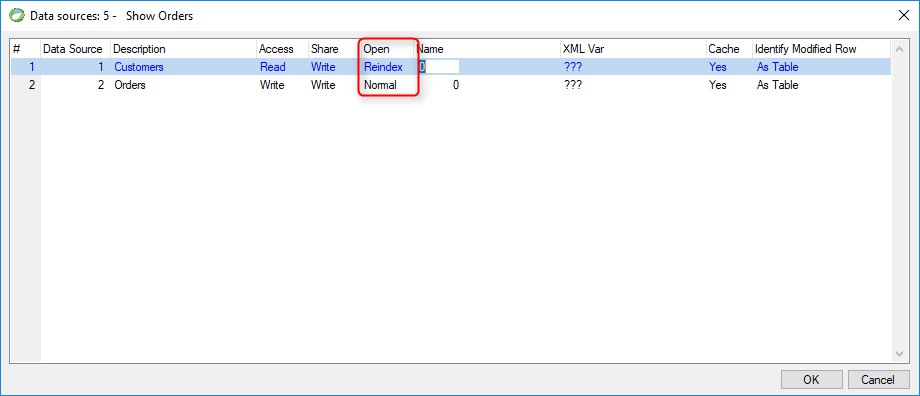 Data sources: 5 - Show Orders
# Data Source Description Access Share Open Name XML Var Cache Identify Modified Row
1 1 Customers Read Write Reindex 0 ??? Yes As Table
2 2 Orders Write Write Normal 0 ??? Yes As Table
OK Cancel